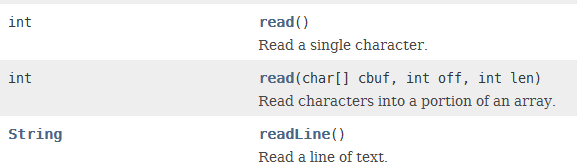 int read()
Read a single character.
int read(char[] cbuf, int off, int len)
Read characters into a portion of an array.
String readLine()
Read a line of text.